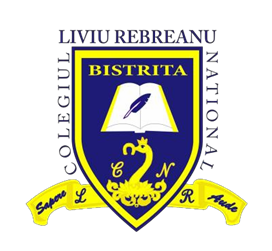 LIVIU REBREANU
COLEGIUL
NATIONAL
BISTRITA
C N
Sapere L R Aude